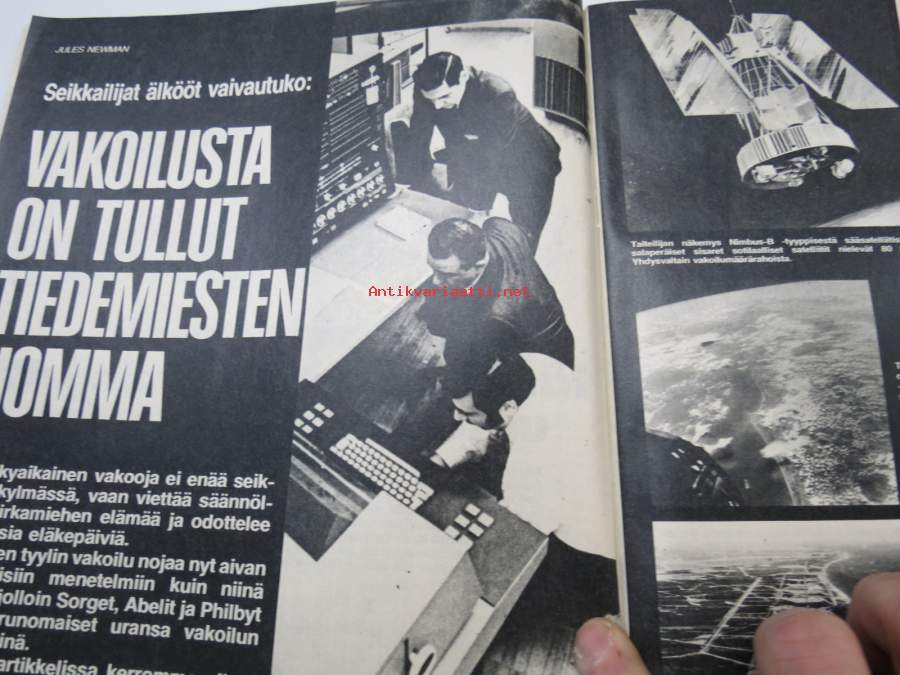 JULES NEWMAN
Seikkailijat älkööt vaivautuko:
VAKOILUSTA
ON TULLUT
TIEDEMIESTEN
HOMMA
kyaikainen vakooja ei enää seik-
kylmässä, vaan viettää säännöl-
irkamiehen elämää ja odottelee
sia eläkepäiviä.
en tyylin vakoilu nojaa nyt aivan
isiin menetelmiin kuin niinä
jolloin Sorget, Abelit ja Philbyt
runomaiset uransa vakoilun
inä.
artikkelissa
Taiteilijan näkemys Nimbus-B -tyyppisestä sääsatelliitis
salaperäiset sisaret sotilaalliset satelliitit nielevät 80
Yhdysvaltain vakoilumäärärahoista.
Antikvariaatti.net